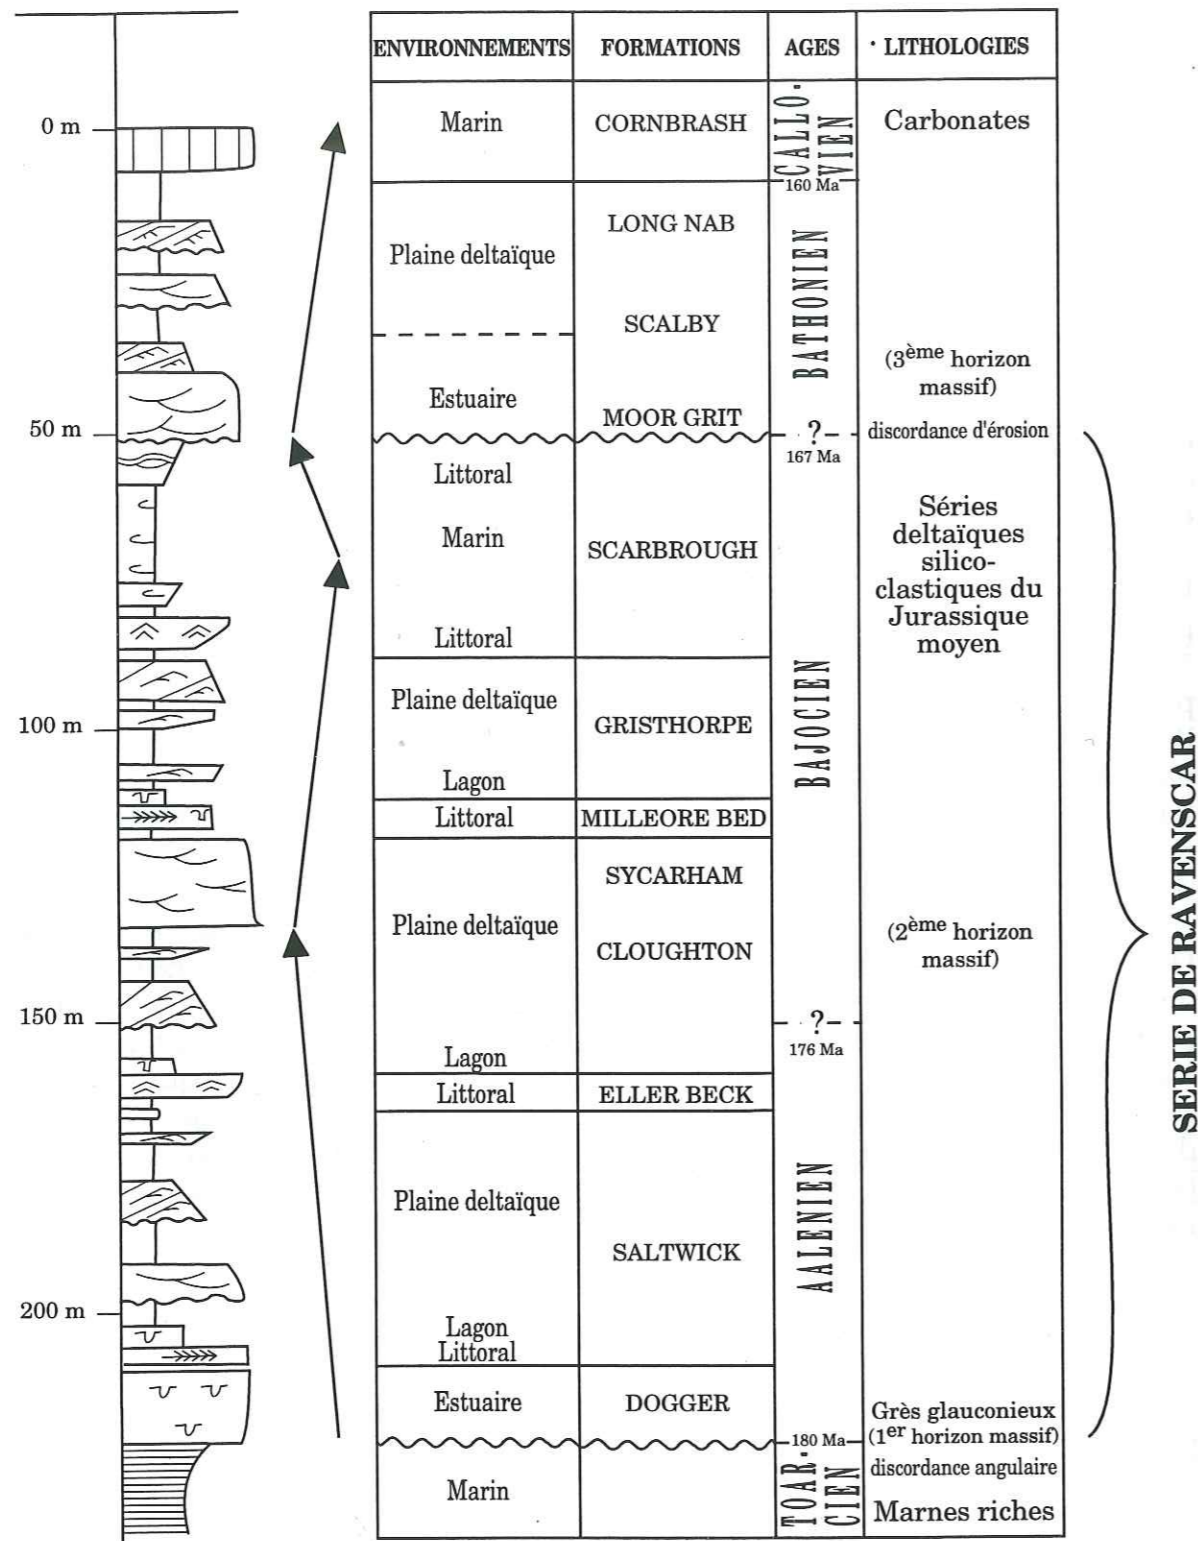 ENVIRONNEMENTS FORMATIONS AGES LITHOLOGIES
0 m
Marin CORNBRASH CALLO-VIEN Carbonates
160 Ma
LONG NAB
Plaine deltaïque
BATHONIEN
SCALBY
(3ème horizon
massif)
Estuaire
MOOR GRIT
50 m
? discordance d'érosion
167 Ma
Littoral
Marin
SCARBROUGH
Séries
deltaïques
silico-
clastiques du
Jurassique
moyen
Littoral
BAJOCIEN
Plaine deltaïque
100 m
GRISTHORPE
Lagon
Littoral MILLEORE BED
SYCARHAM
Plaine deltaïque
CLOUGHTON
(2ème horizon
massif)
SERIE DE RAVENSCAR
150 m
?
176 Ma
Lagon
Littoral ELLER BECK
Plaine deltaïque
AALENIEN
SALTWICK
200 m
Lagon
Littoral
Estuaire DOGGER
Grès glauconieux
(1er horizon massif)
180 Ma
discordance angulaire
Marin TOAR-CIEN Marnes riches